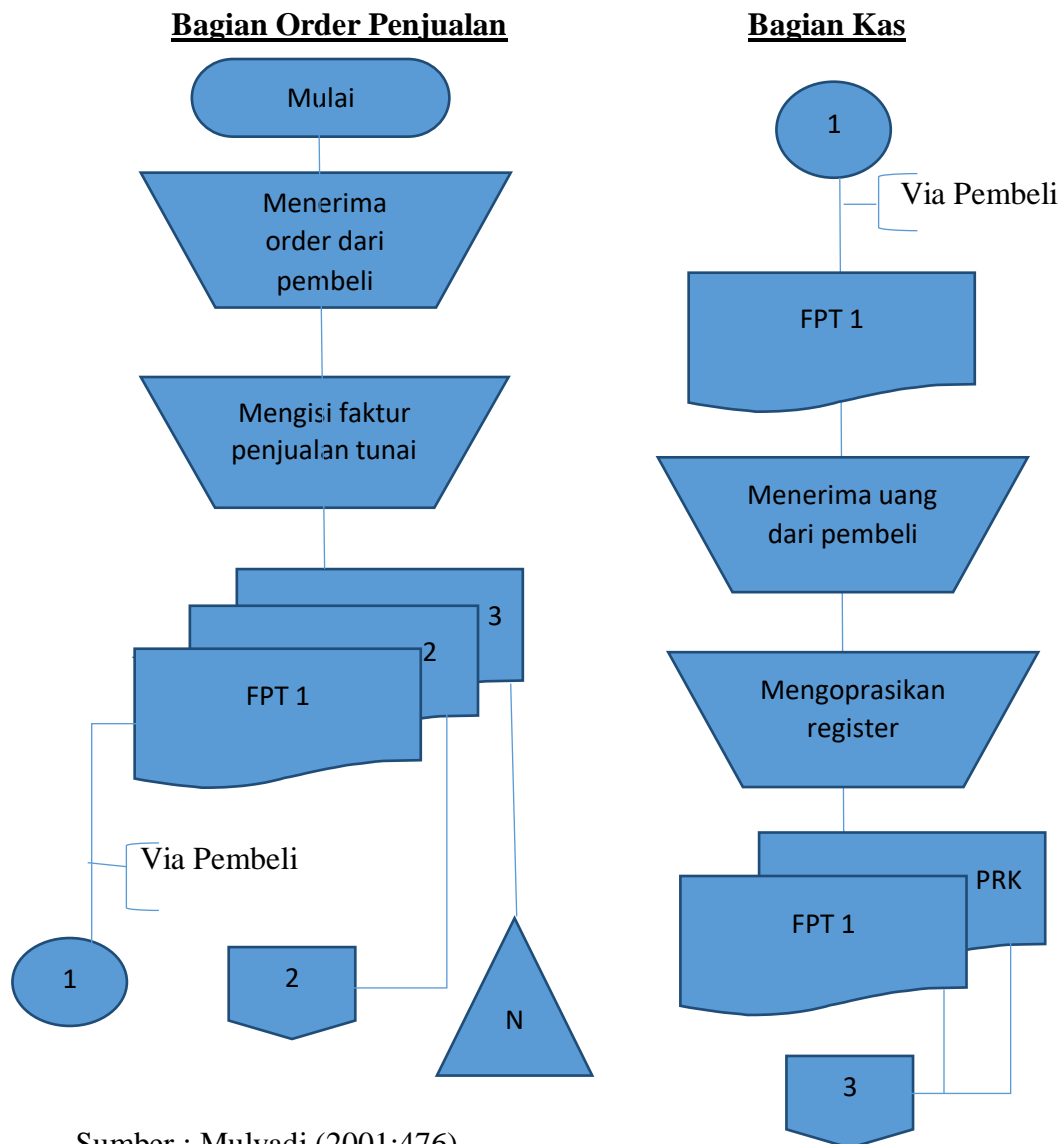 Bagian Order Penjualan
Mulai
Menerima
order dari
pembeli
Mengisi faktur
penjualan tunai
3
2
FPT 1
Via Pembeli
1
2
N
Bagian Kas
1
Via Pembeli
FPT 1
Menerima uang
dari pembeli
Mengoprasikan
register
PRK
FPT 1
3
Sumber : Mulyadi (2001:476)